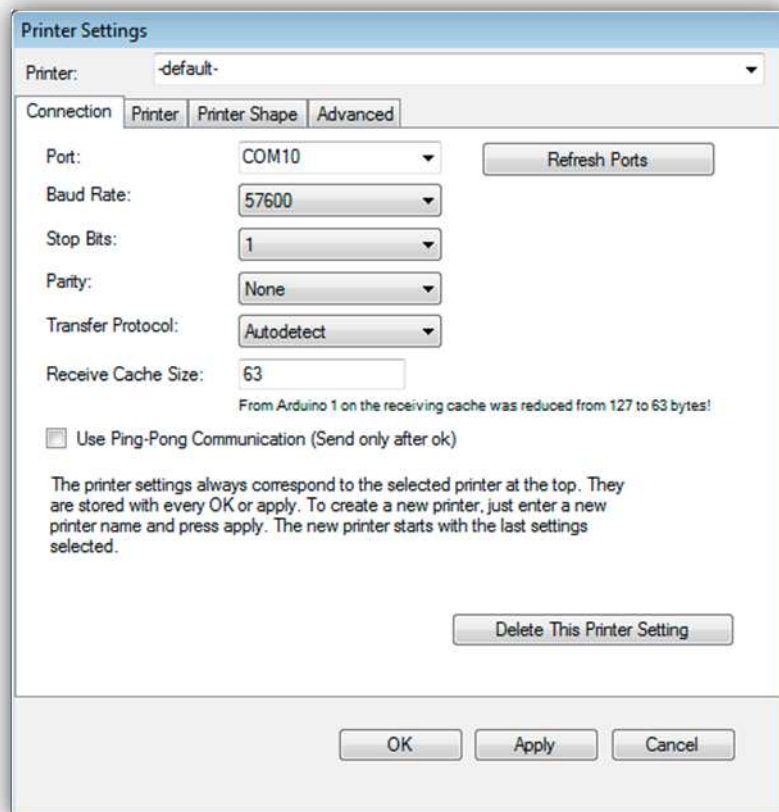 Printer Settings
Printer: -default-
Connection Printer Printer Shape Advanced
Port: COM10 Refresh Ports
Baud Rate: 57600
Stop Bits: 1
Parity: None
Transfer Protocol: Autodetect
Receive Cache Size: 63
From Arduino 1 on the receiving cache was reduced from 127 to 63 bytes!
Use Ping-Pong Communication (Send only after ok)
The printer settings always correspond to the selected printer at the top. They
are stored with every OK or apply. To create a new printer, just enter a new
printer name and press apply. The new printer starts with the last settings
selected.
Delete This Printer Setting
OK Apply Cancel